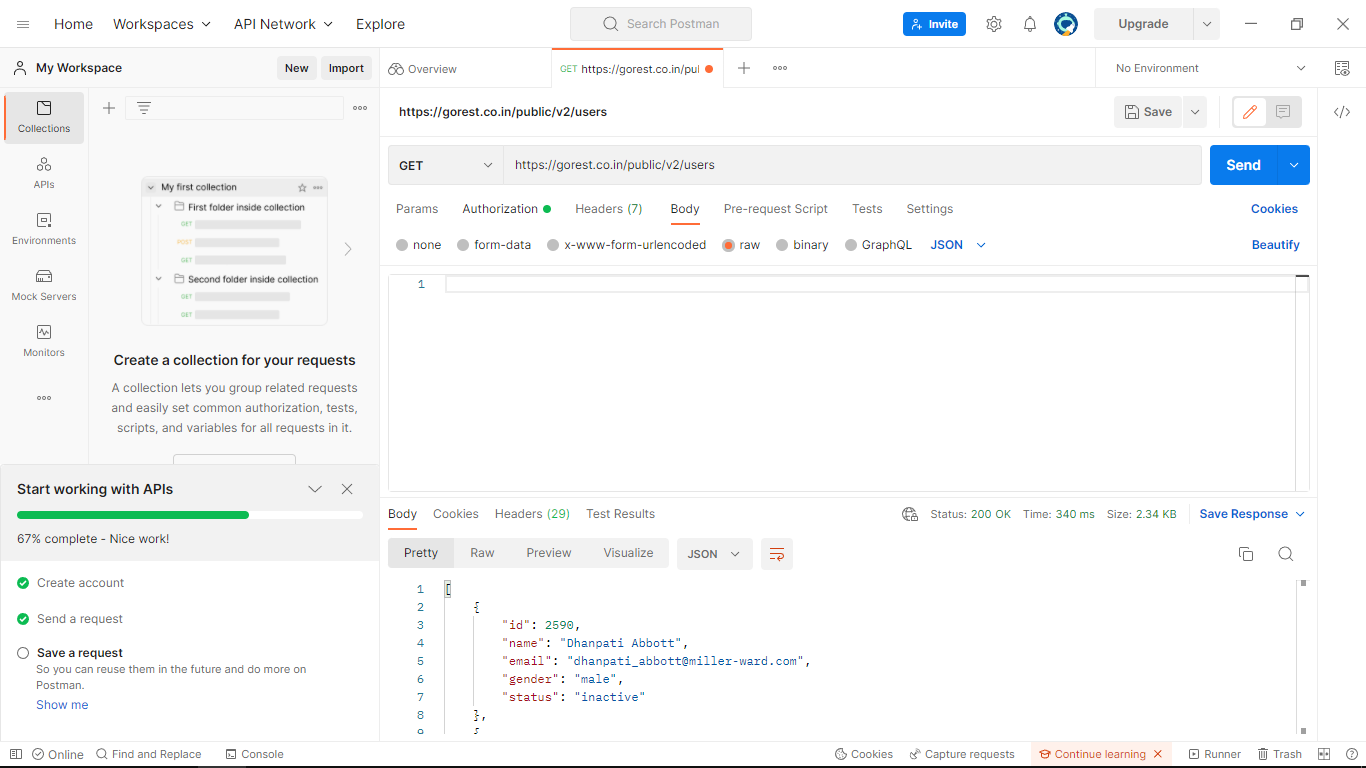 Home Workspaces API Network Explore Search Postman Invite Upgrade
My Workspace New Import Overview GET https://gorest.co.in/pul No Environment
Collections
APIs
Environments
Mock Servers
Monitors
My first collection
First folder inside collection
GET
POST
GET
Second folder inside collection
GET
GET
Create a collection for your requests
A collection lets you group related requests
and easily set common authorization, tests,
scripts, and variables for all requests in it.
Start working with APIs
67% complete - Nice work!
Create account
Send a request
Save a request
So you can reuse them in the future and do more on
Postman.
Show me
https://gorest.co.in/public/v2/users Save
GET https://gorest.co.in/public/v2/users Send
Params Authorization Headers (7) Body Pre-request Script Tests Settings Cookies
none form-data x-www-form-urlencoded raw binary GraphQL JSON Beautify
1
Body Cookies Headers (29) Test Results Status: 200 OK Time: 340 ms Size: 2.34 KB Save Response
Pretty Raw Preview Visualize JSON
1 [
2 {
3 "id": 2590,
4 "name": "Dhanpati Abbott",
5 "email": "dhanpati_abbott@miller-ward.com",
6 "gender": "male",
7 "status": "inactive"
8 },
9 {
Online Find and Replace Console Cookies Capture requests Continue learning Runner Trash